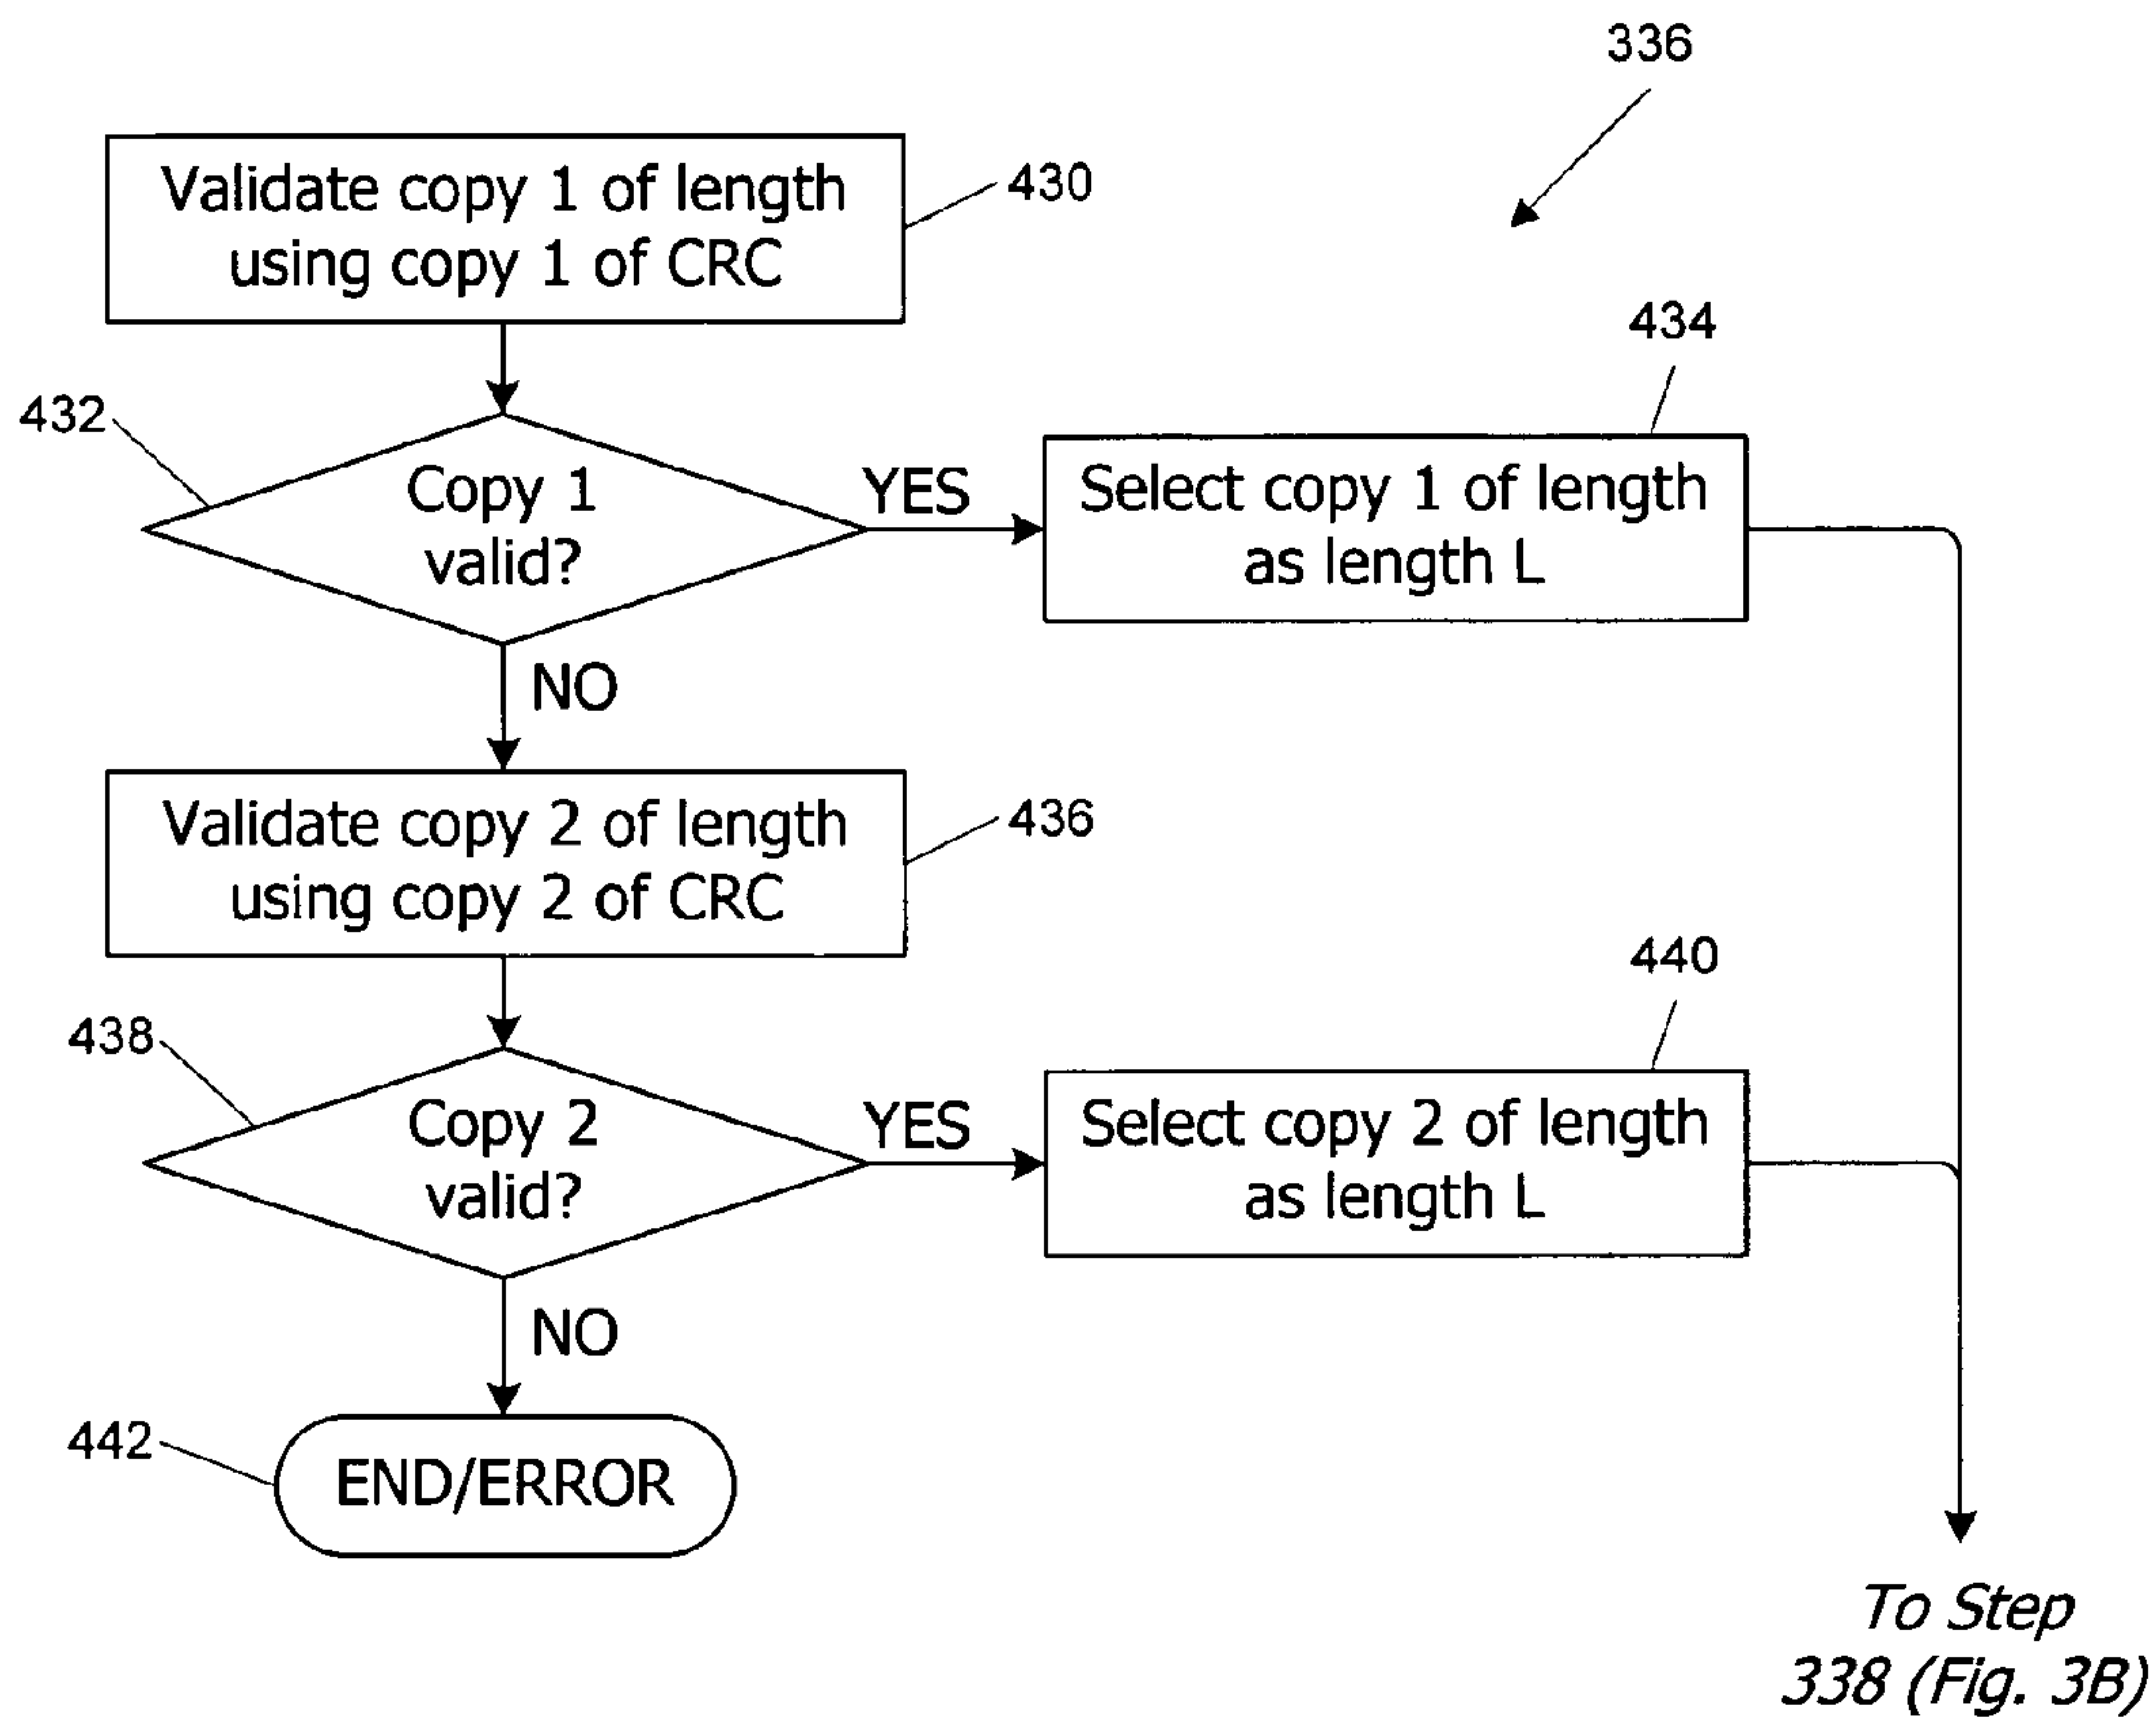 336
Validate copy 1 of length
using copy 1 of CRC
430
434
432
Copy 1
valid?
YES
Select copy 1 of length
as length L
NO
Validate copy 2 of length
using copy 2 of CRC
436
440
438
Copy 2
valid?
YES
Select copy 2 of length
as length L
NO
442
END/ERROR
To Step
338 (Fig. 3B)